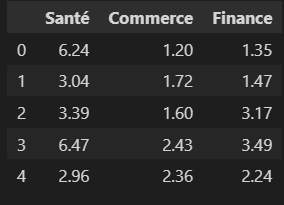 Santé Commerce Finance
0 6.24 1.20 1.35
1 3.04 1.72 1.47
2 3.39 1.60 3.17
3 6.47 2.43 3.49
4 2.96 2.36 2.24